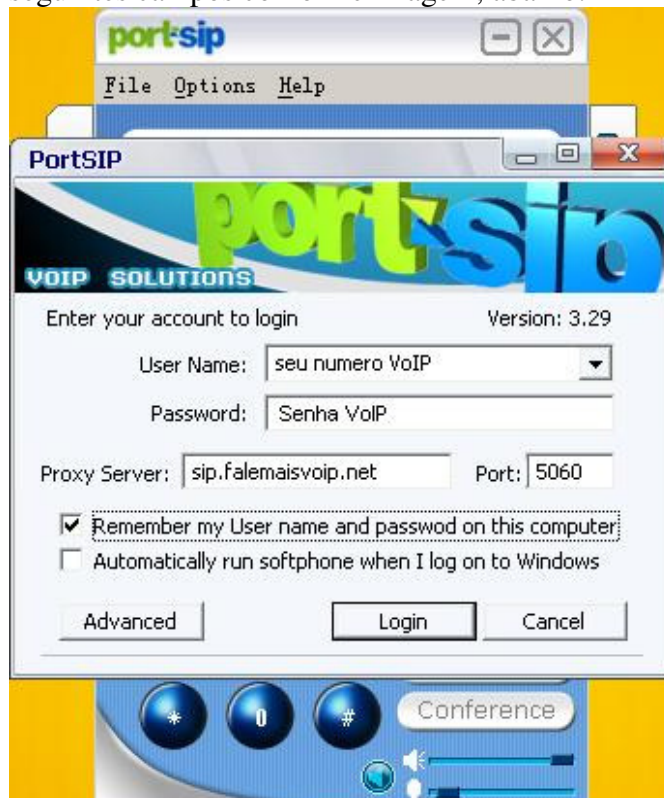 port sip
File Options Help
PortSIP
port sip
VOIP SOLUTIONS
Enter your account to login Version: 3.29
User Name: seu numero VoIP
Password: Senha VoIP
Proxy Server: sip.falemaisvoip.net Port: 5060
Remember my User name and passwod on this computer
Automatically run softphone when I log on to Windows
Advanced Login Cancel
* 0 # Conference